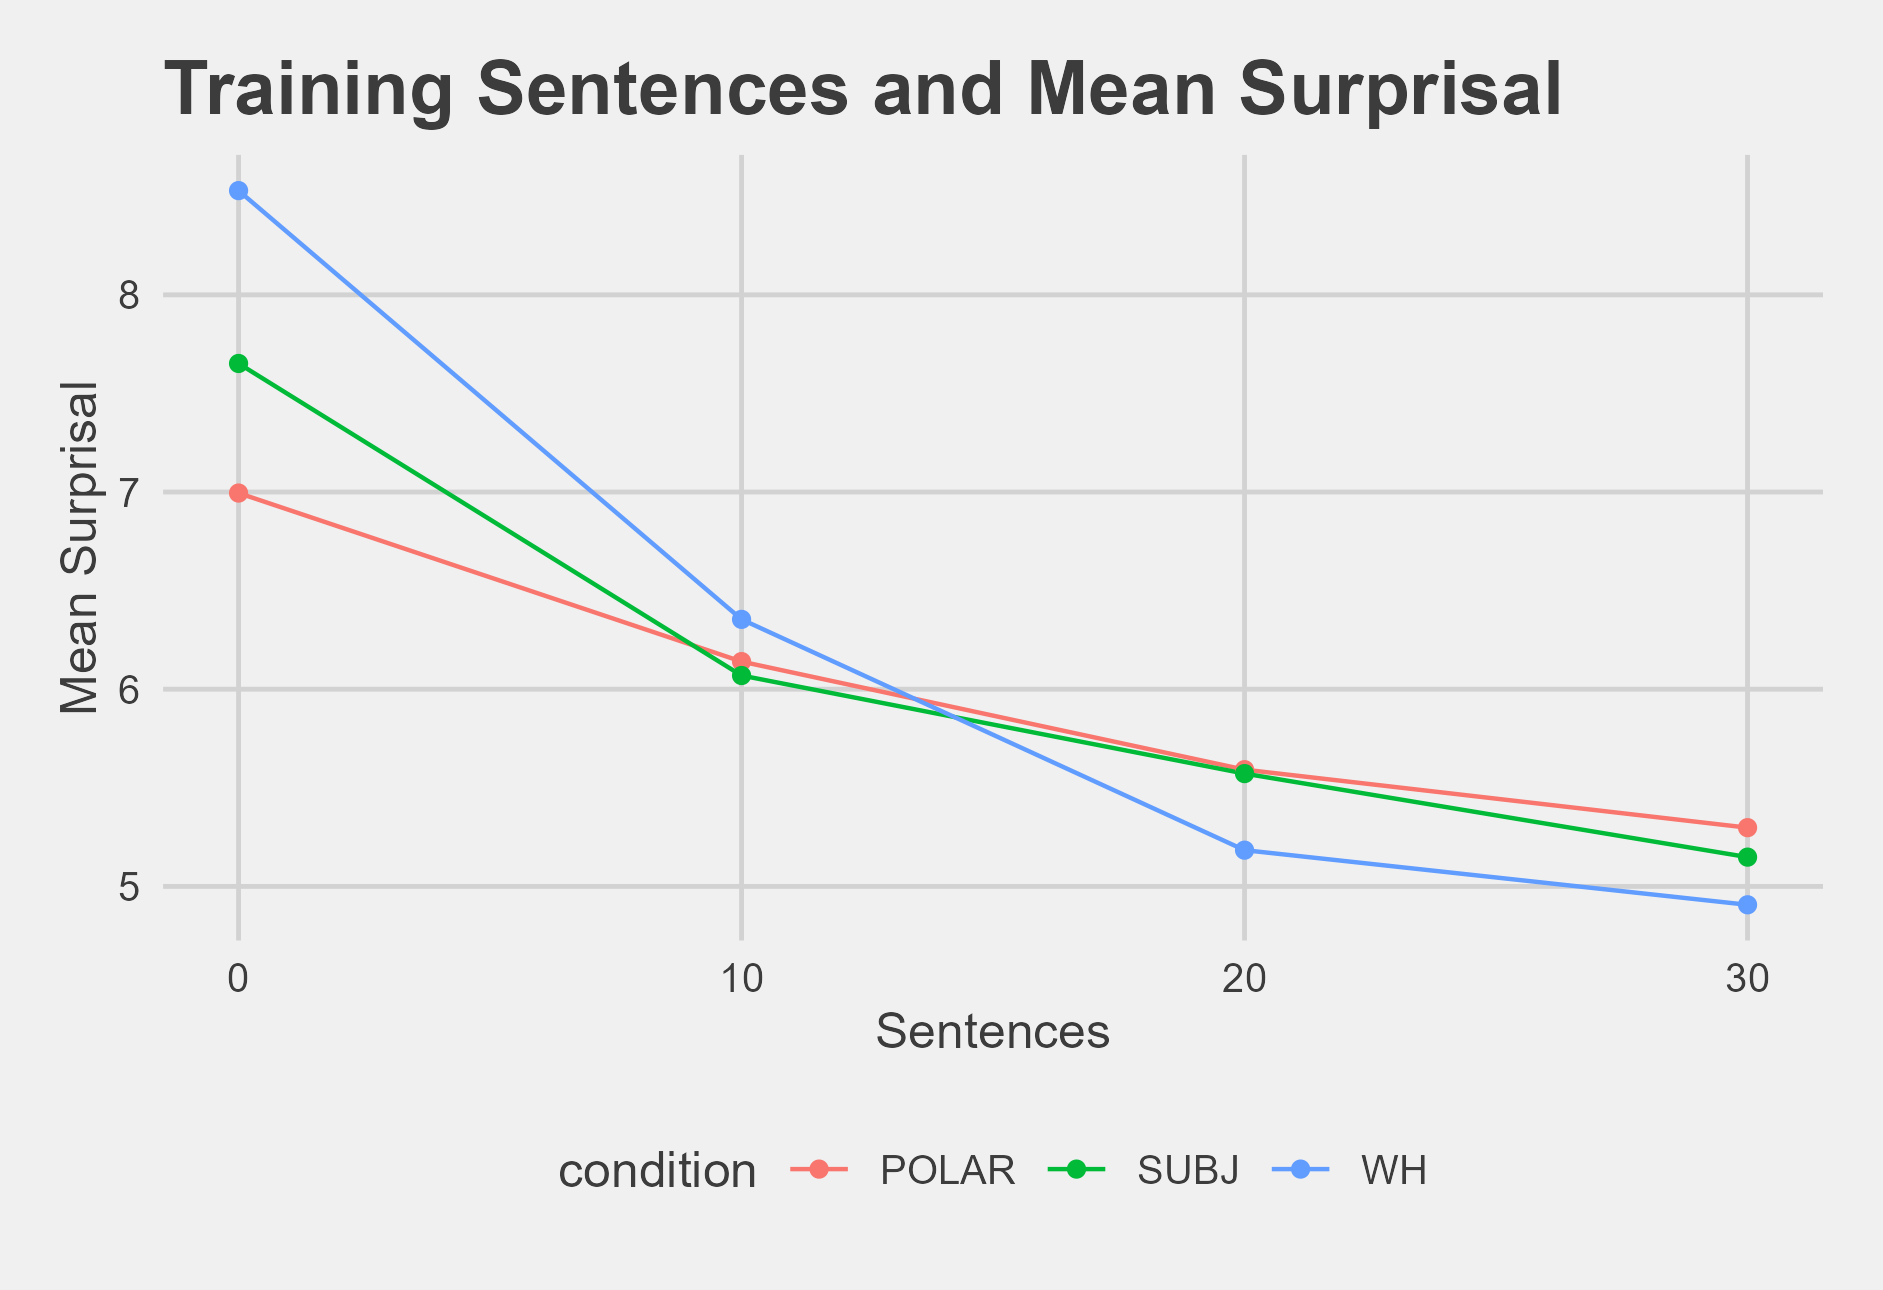 Training Sentences and Mean Surprisal
Mean Surprisal
8
7
6
5
0 10 20 30
Sentences
condition POLAR SUBJ WH